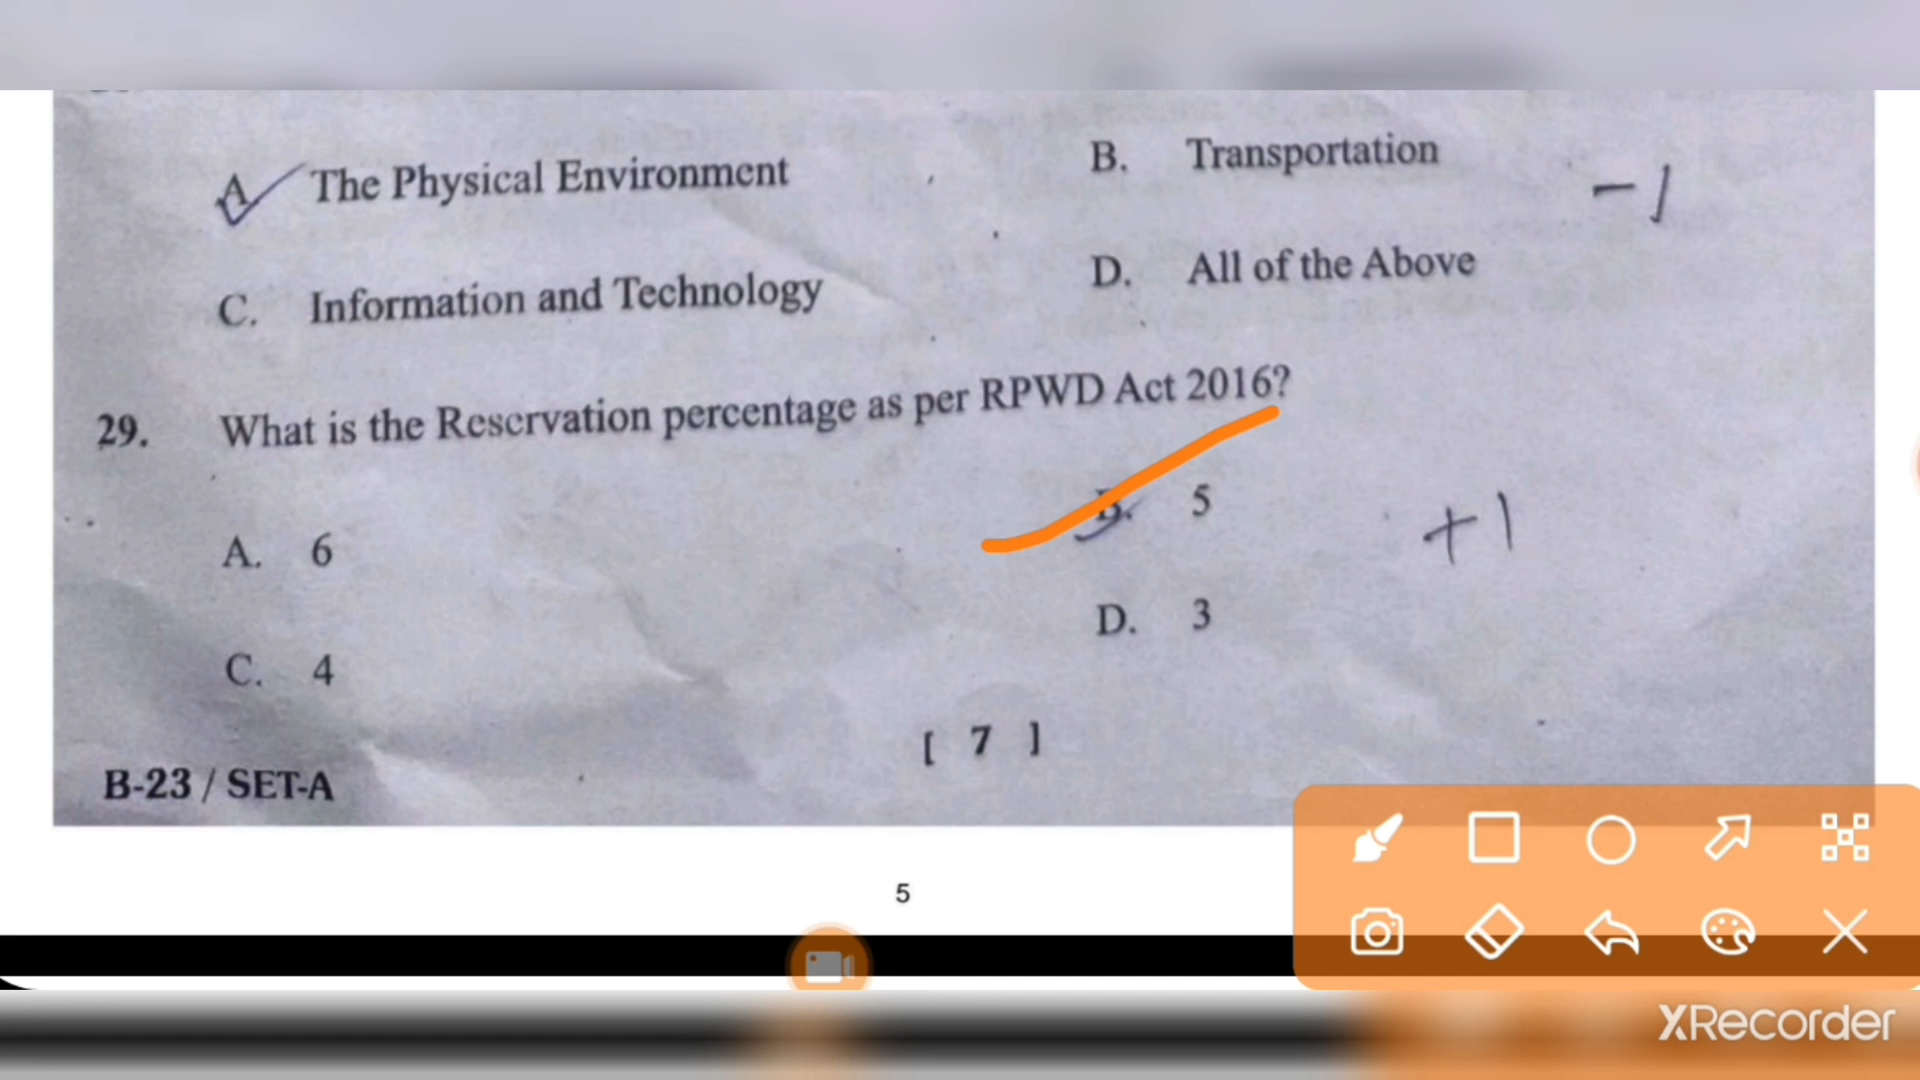 A. The Physical Environment
B. Transportation
-1
C. Information and Technology
D. All of the Above
29. What is the Reservation percentage as per RPWD Act 2016?
A. 6
B. 5
+1
C. 4
D. 3
[ 7 ]
B-23 / SET-A
5
XRecorder